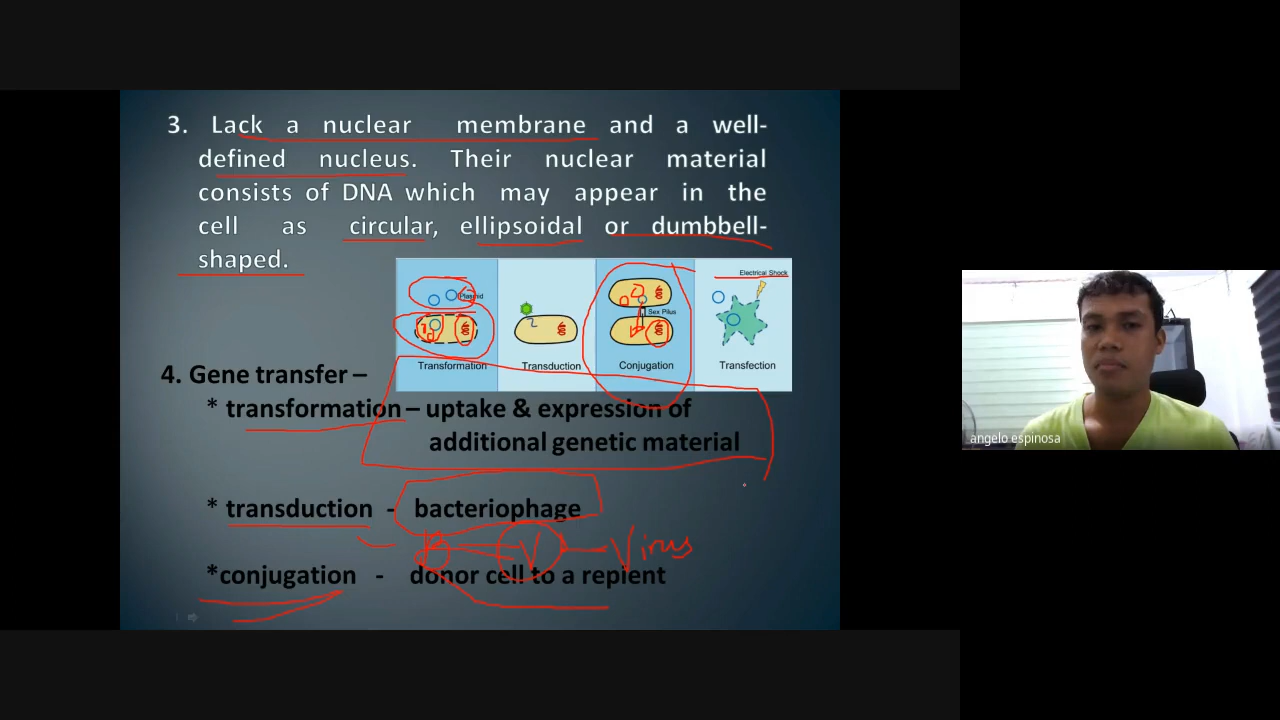 3. Lack a nuclear membrane and a well-
defined nucleus. Their nuclear material
consists of DNA which may appear in the
cell as circular, ellipsoidal or dumbbell-
shaped.
Electrical Shock
Plasmid
Sex Pilus
Transformation
Transduction
Conjugation
Transfection
4. Gene transfer –
* transformation – uptake & expression of
additional genetic material
* transduction - bacteriophage
V Virus
*conjugation - donor cell to a repient
angelo espinosa